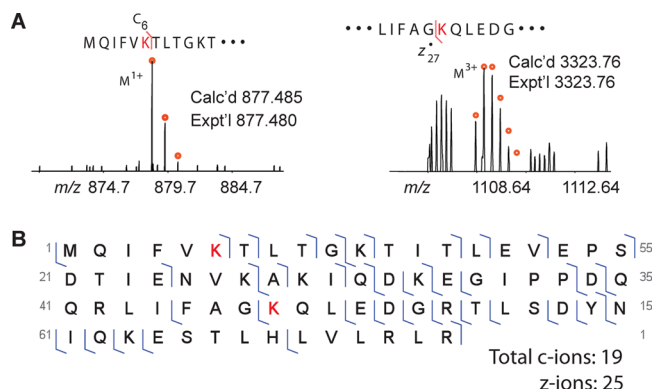 A
C6
MQIFVKTLTGKT •••
M1+
Calc'd 877.485
Expt'l 877.480
m/z 874.7 879.7 884.7
••• LIFAGKQLEDG •••
z•27
M3+
Calc'd 3323.76
Expt'l 3323.76
m/z 1108.64 1112.64
B
1 M Q I F V K T L T G K T I T L E V E P S 55
21 D T I E N V K A K I Q D K E G I P P D Q 35
41 Q R L I F A G K Q L E D G R T L S D Y N 15
61 I Q K E S T L H L V L R L R 1
Total c-ions: 19
z-ions: 25